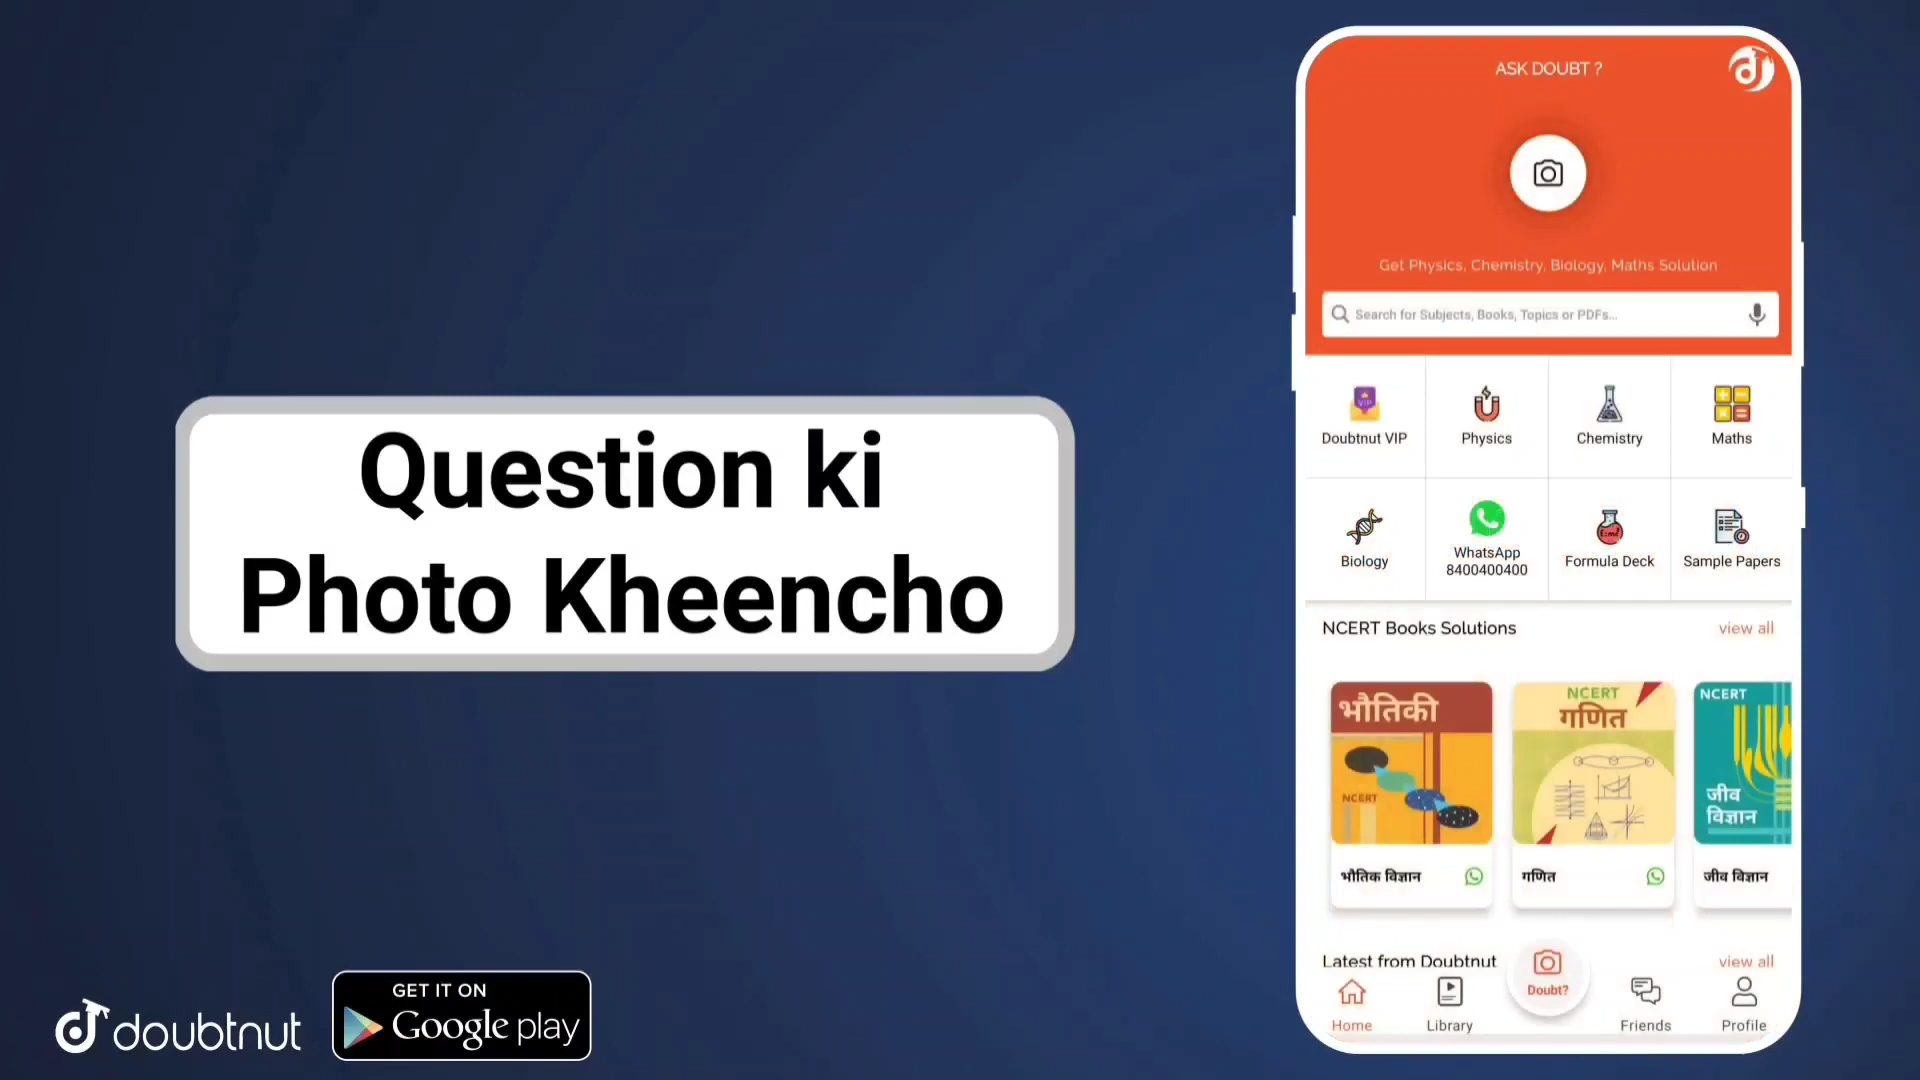 Question ki
Photo Kheencho
doubtnut
GET IT ON
Google play
ASK DOUBT ?
Get Physics, Chemistry, Biology, Maths Solution
Search for Subjects, Books, Topics or PDFs...
Doubtnut VIP
Physics
Chemistry
Maths
Biology
WhatsApp
8400400400
Formula Deck
Sample Papers
NCERT Books Solutions
view all
भौतिकी
NCERT
NCERT
गणित
NCERT
जीव
विज्ञान
भौतिक विज्ञान
गणित
जीव विज्ञान
Latest from Doubtnut
view all
Home
Library
Doubt?
Friends
Profile